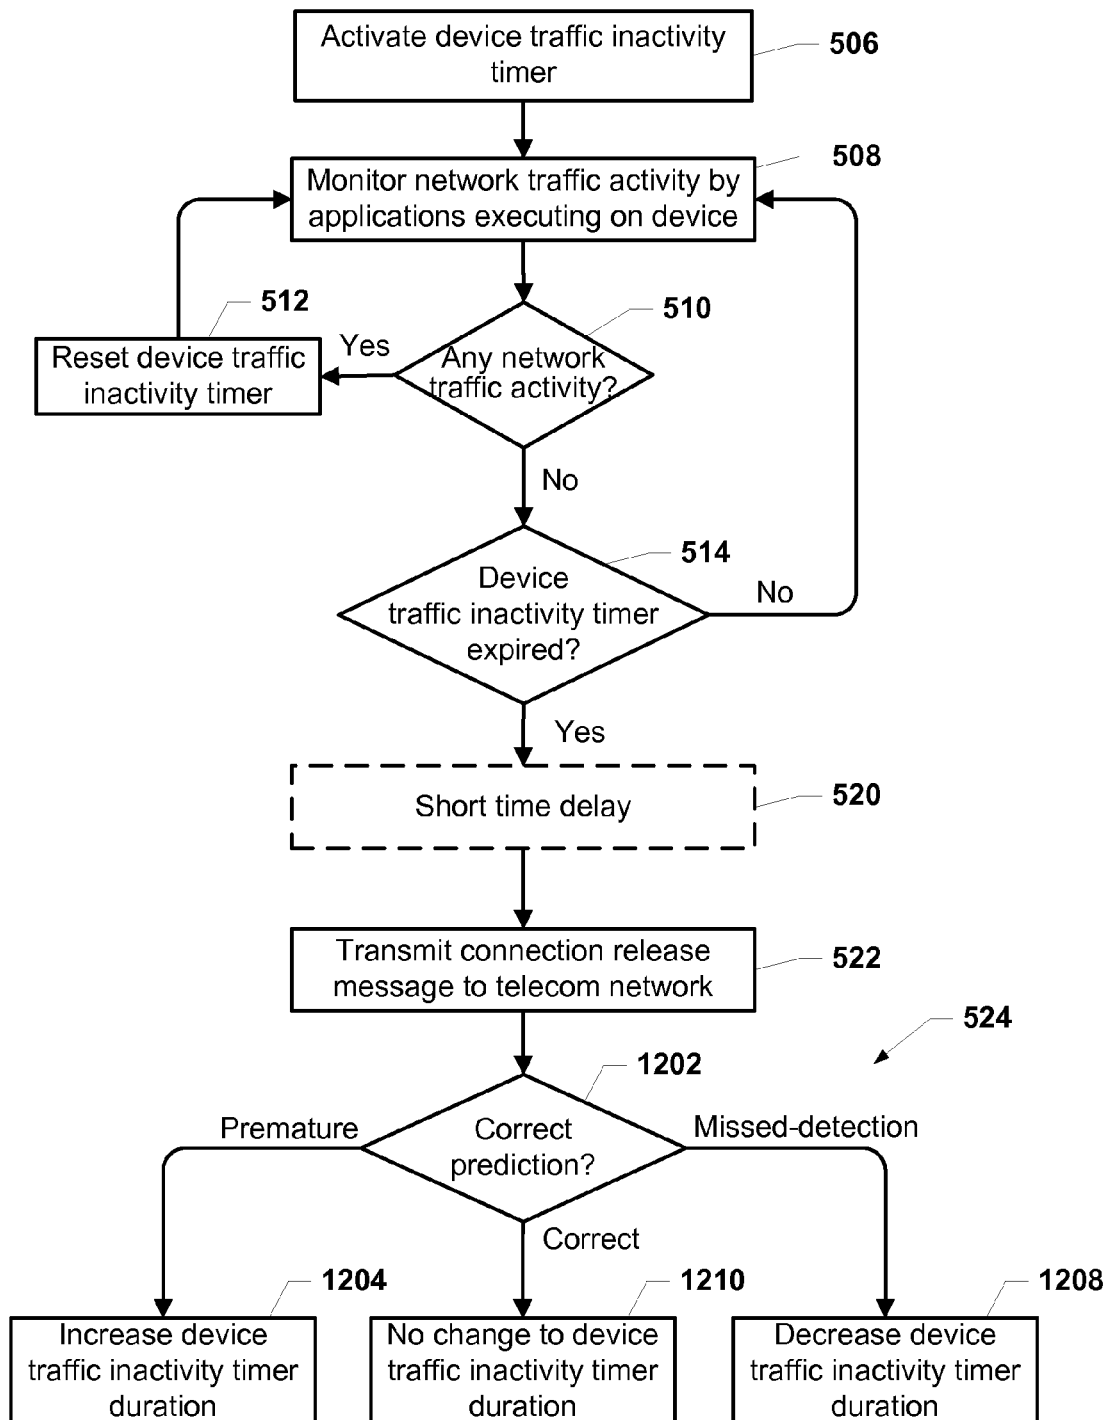 Activate device traffic inactivity
timer
506
508
Monitor network traffic activity by
applications executing on device
512
510
Reset device traffic
inactivity timer
Yes
Any network
traffic activity?
No
514
Device
traffic inactivity timer
expired?
No
Yes
Short time delay
520
Transmit connection release
message to telecom network
522
524
1202
Premature
Correct
prediction?
Missed-detection
Correct
1204
1210
1208
Increase device
traffic inactivity timer
duration
No change to device
traffic inactivity timer
duration
Decrease device
traffic inactivity timer
duration